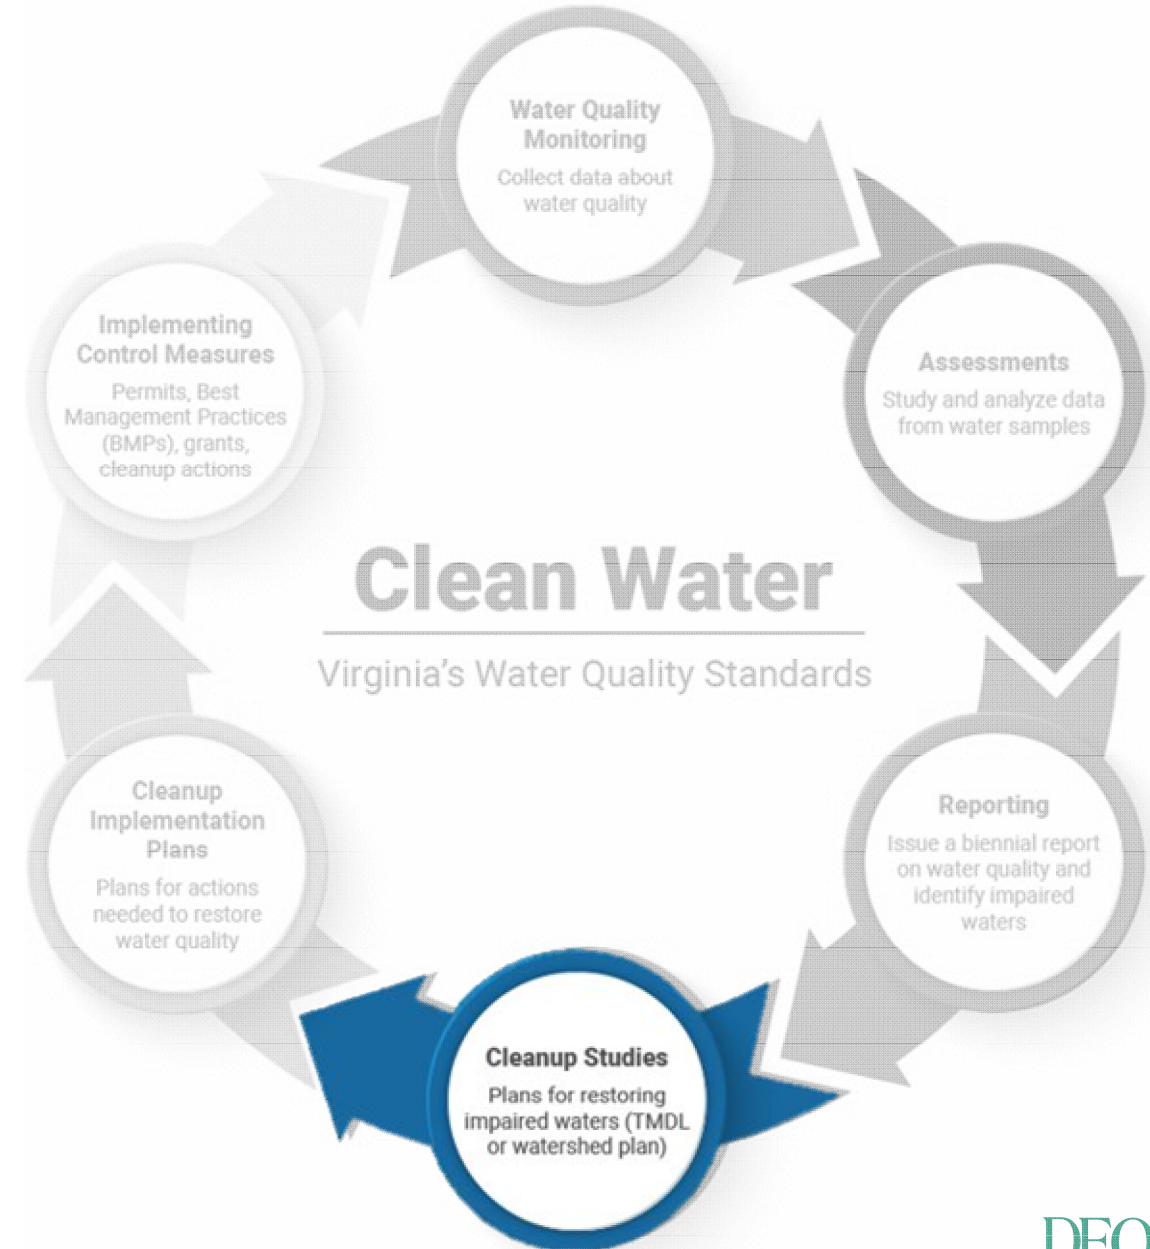 Water Quality
Monitoring
Collect data about
water quality
Assessments
Study and analyze data
from water samples
Reporting
Issue a biennial report
on water quality and
identify impaired
waters
Cleanup Studies
Plans for restoring
impaired waters (TMDL
or watershed plan)
Cleanup
Implementation
Plans
Plans for actions
needed to restore
water quality
Implementing
Control Measures
Permits, Best
Management Practices
(BMPs), grants,
cleanup actions
Clean Water
Virginia's Water Quality Standards
DEQ